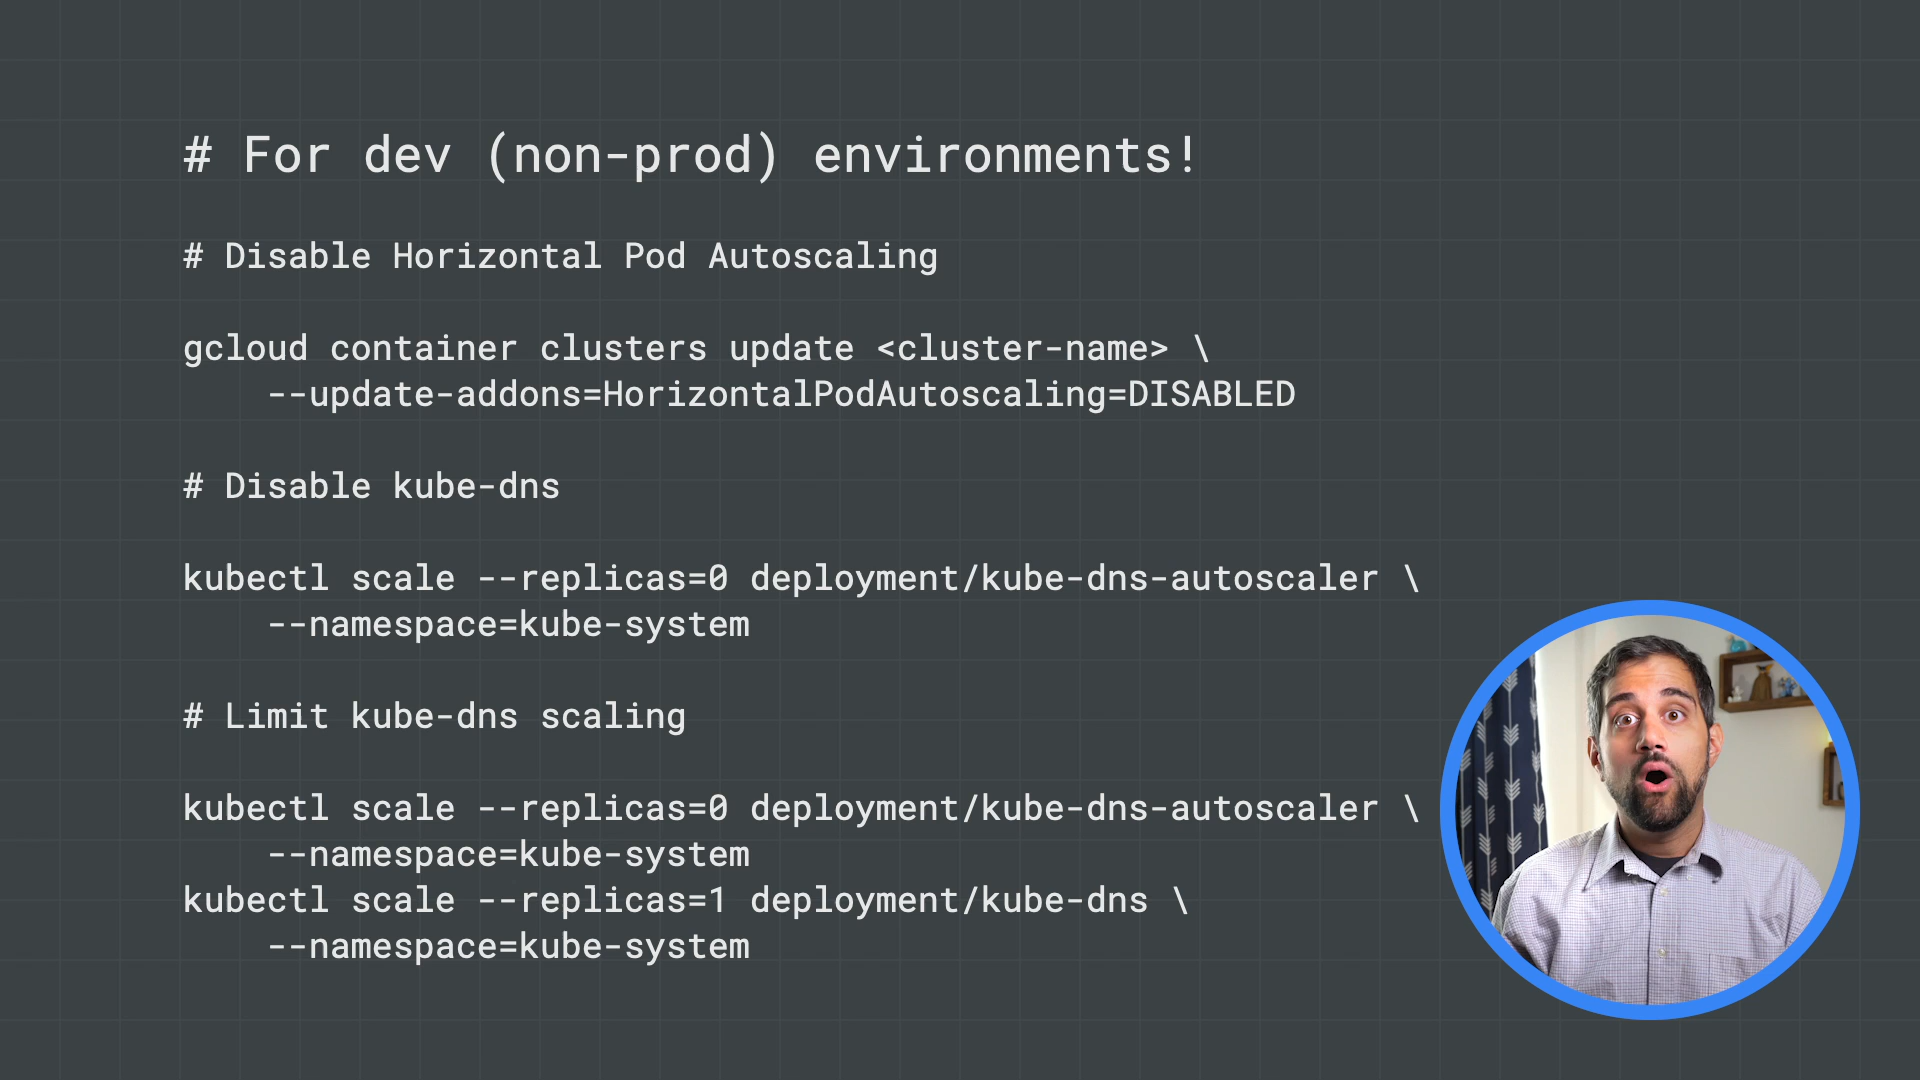 # For dev (non-prod) environments!
# Disable Horizontal Pod Autoscaling
gcloud container clusters update <cluster-name> \
--update-addons=HorizontalPodAutoscaling=DISABLED
# Disable kube-dns
kubectl scale --replicas=0 deployment/kube-dns-autoscaler \
--namespace=kube-system
# Limit kube-dns scaling
kubectl scale --replicas=0 deployment/kube-dns-autoscaler \
--namespace=kube-system
kubectl scale --replicas=1 deployment/kube-dns \
--namespace=kube-system